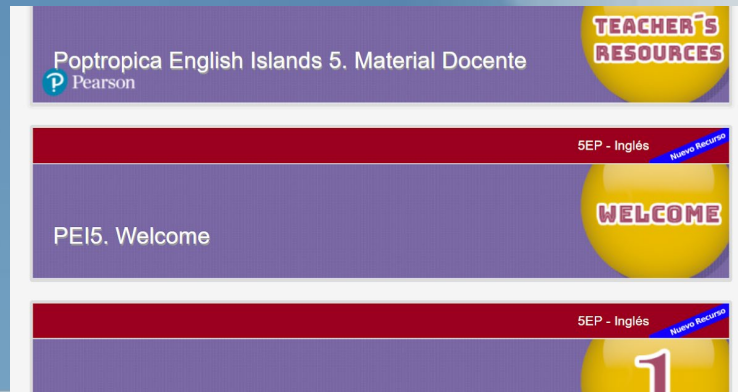 TEACHER´S
RESOURCES
Poptropica English Islands 5. Material Docente
P Pearson
5EP - Inglés
Nuevo Recurso
WELCOME
PEI5. Welcome
5EP - Inglés
Nuevo Recurso
1